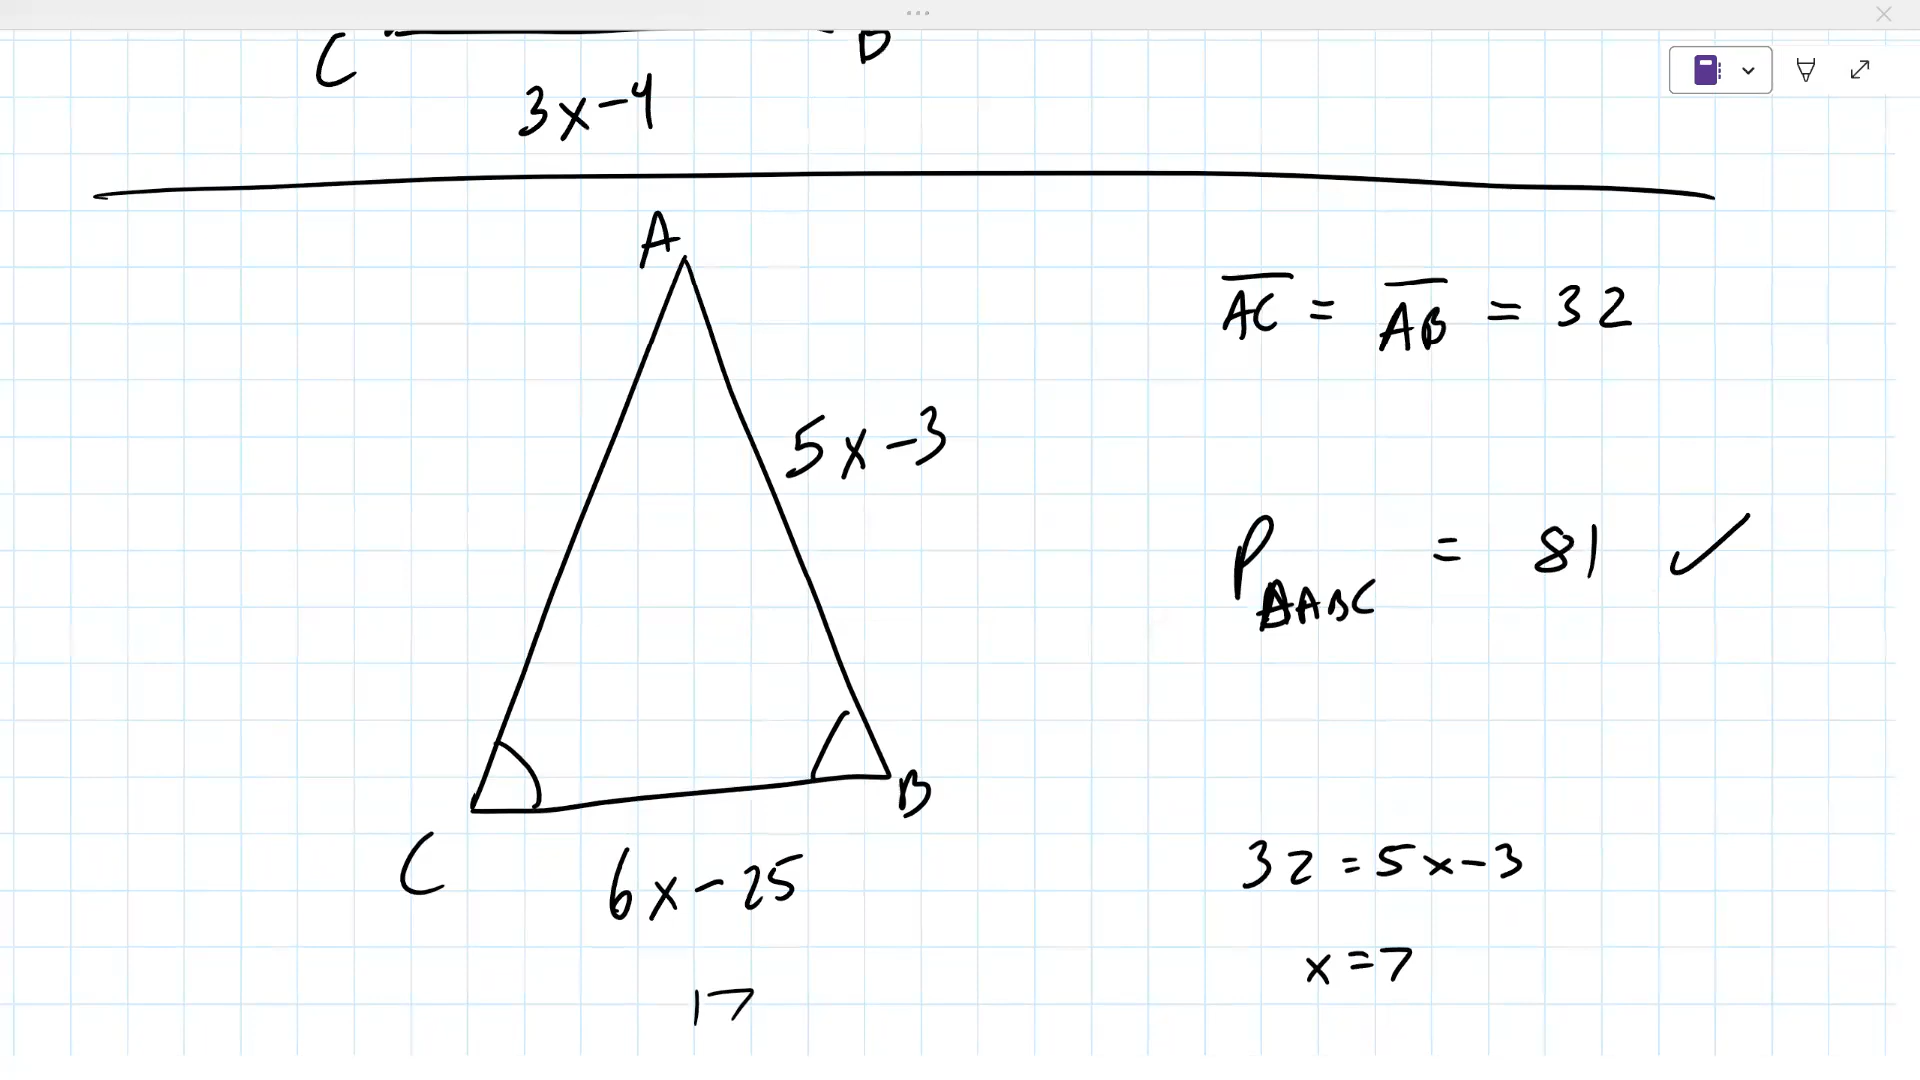 C B
3x-4
A
AC = AB = 32
5x-3
P△ABC = 81 ✓
B
C
6x-25
32 = 5x-3
x=7
17